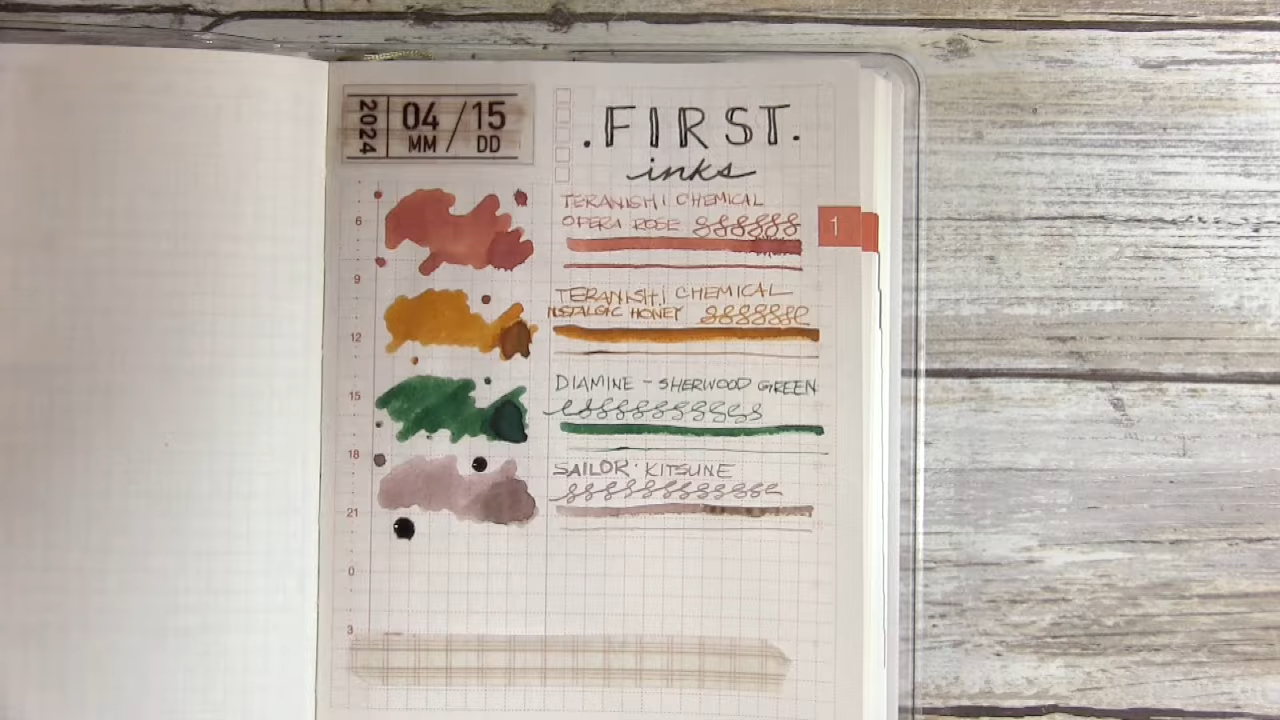 2024 04 / 15
MM DD
.FIRST.
inks
TERANISHI CHEMICAL
OPERA ROSE
1
TERANISHI CHEMICAL
NSTALGIC HONEY
DIAMINE - SHERWOOD GREEN
SAILOR · KITSUNE
6
9
12
15
18
21
0
3